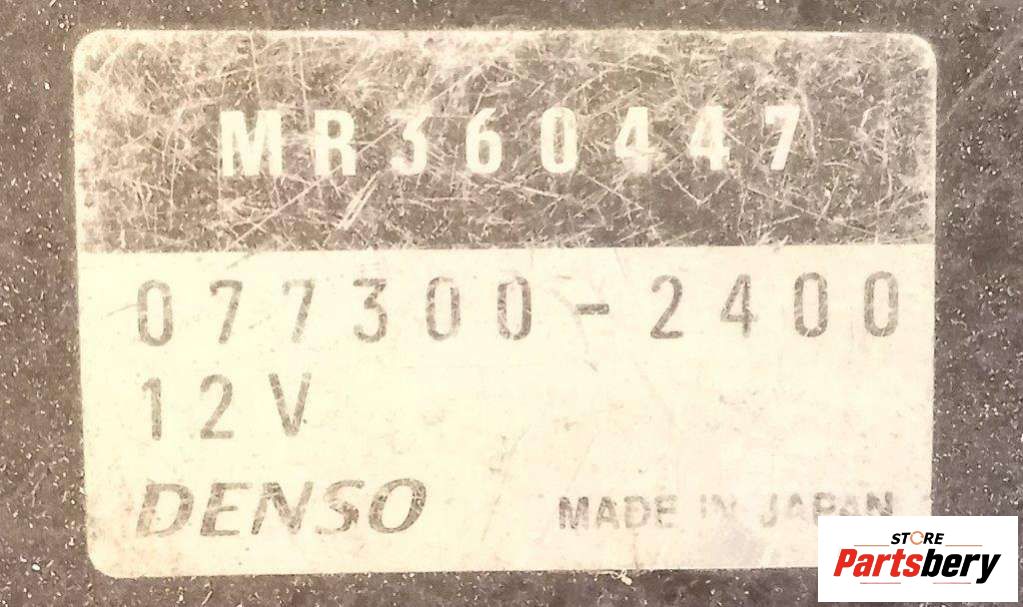 MR360447
077300-2400
12V
DENSO
MADE IN JAPAN
STORE
Partsbery